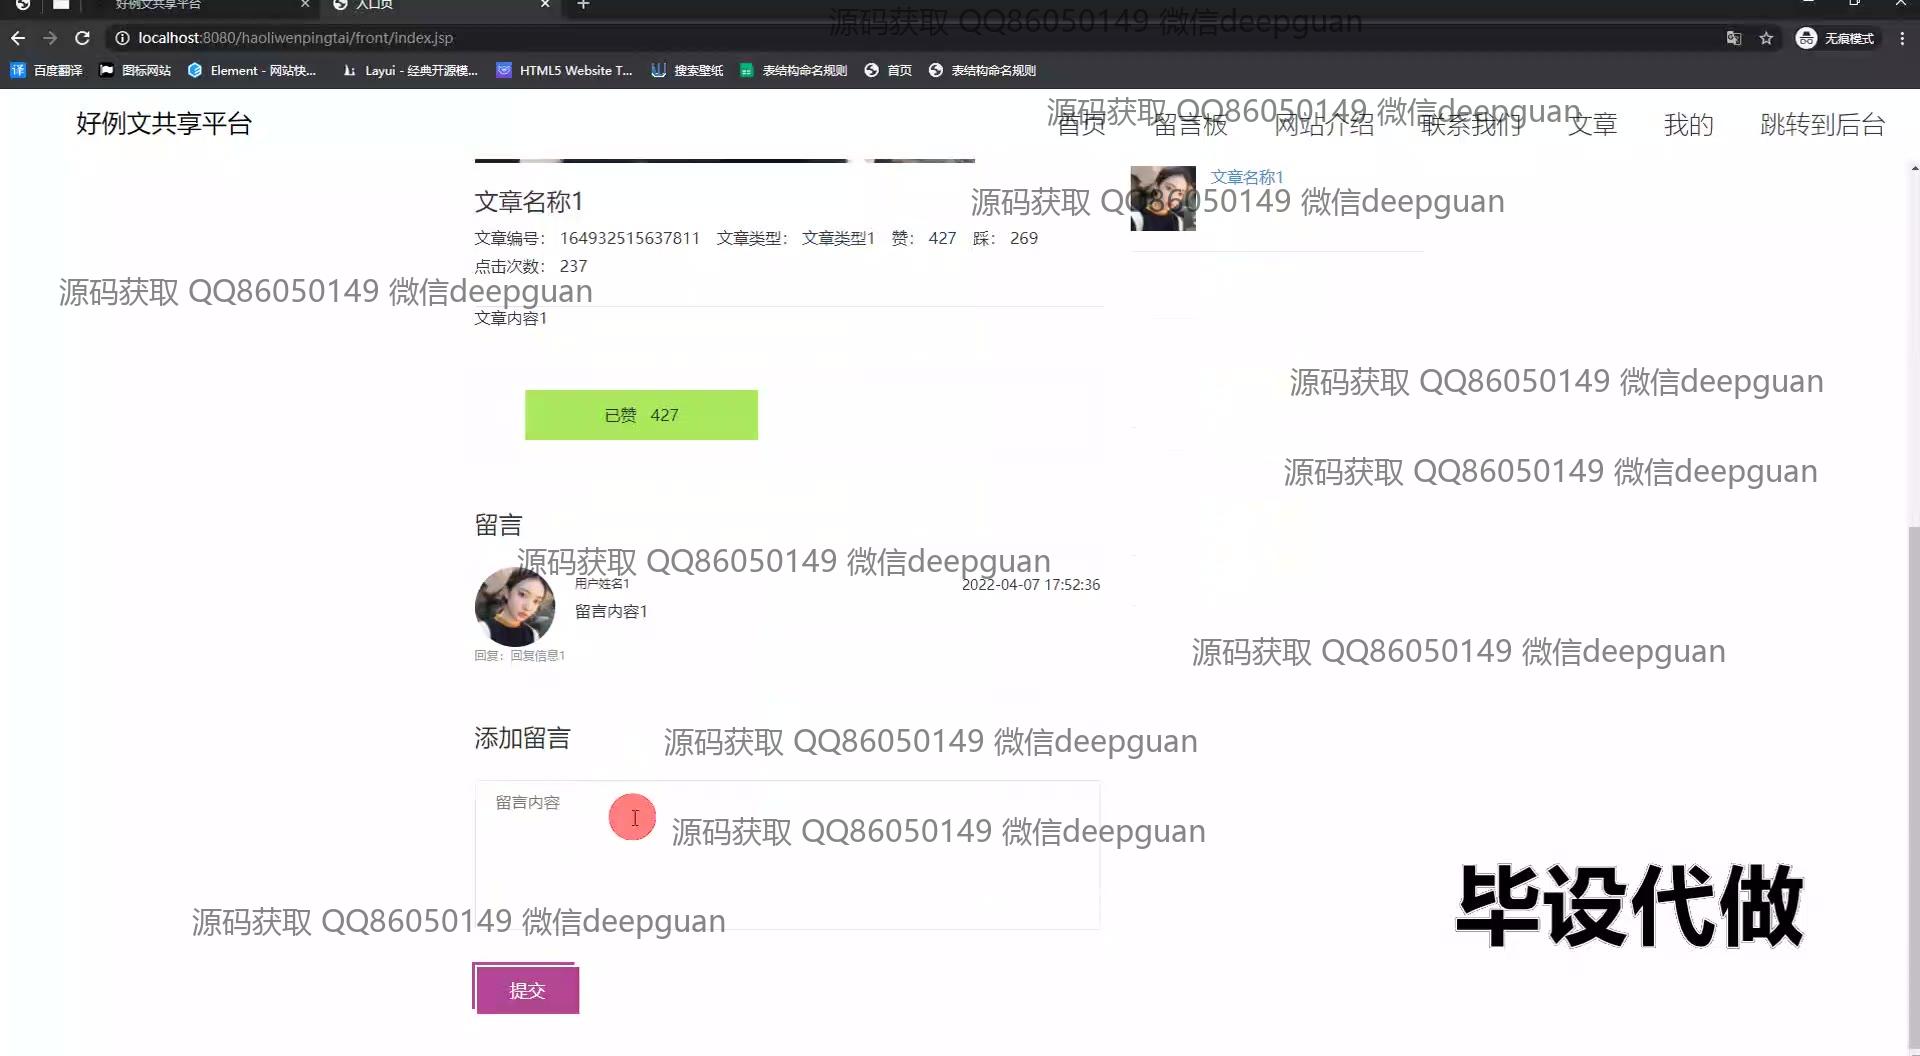 好例文共享平台
入口页
源码获取 QQ86050149 微信deepguan
localhost:8080/haoliwenpingtai/front/index.jsp
无痕模式
百度翻译
图标网站
Element - 网站快...
Layui - 经典开源模...
HTML5 Website T...
搜索壁纸
表结构命名规则
首页
表结构命名规则
好例文共享平台
源码获取 QQ86050149 微信deepguan
首页 留言板 网站介绍 联系我们 文章 我的 跳转到后台
文章名称1
文章名称1
源码获取 QQ86050149 微信deepguan
文章编号： 164932515637811 文章类型： 文章类型1 赞： 427 踩： 269
点击次数： 237
源码获取 QQ86050149 微信deepguan
文章内容1
源码获取 QQ86050149 微信deepguan
已赞 427
源码获取 QQ86050149 微信deepguan
留言
源码获取 QQ86050149 微信deepguan
用户姓名1
2022-04-07 17:52:36
留言内容1
源码获取 QQ86050149 微信deepguan
回复：回复信息1
添加留言
源码获取 QQ86050149 微信deepguan
留言内容
源码获取 QQ86050149 微信deepguan
毕设代做
源码获取 QQ86050149 微信deepguan
提交